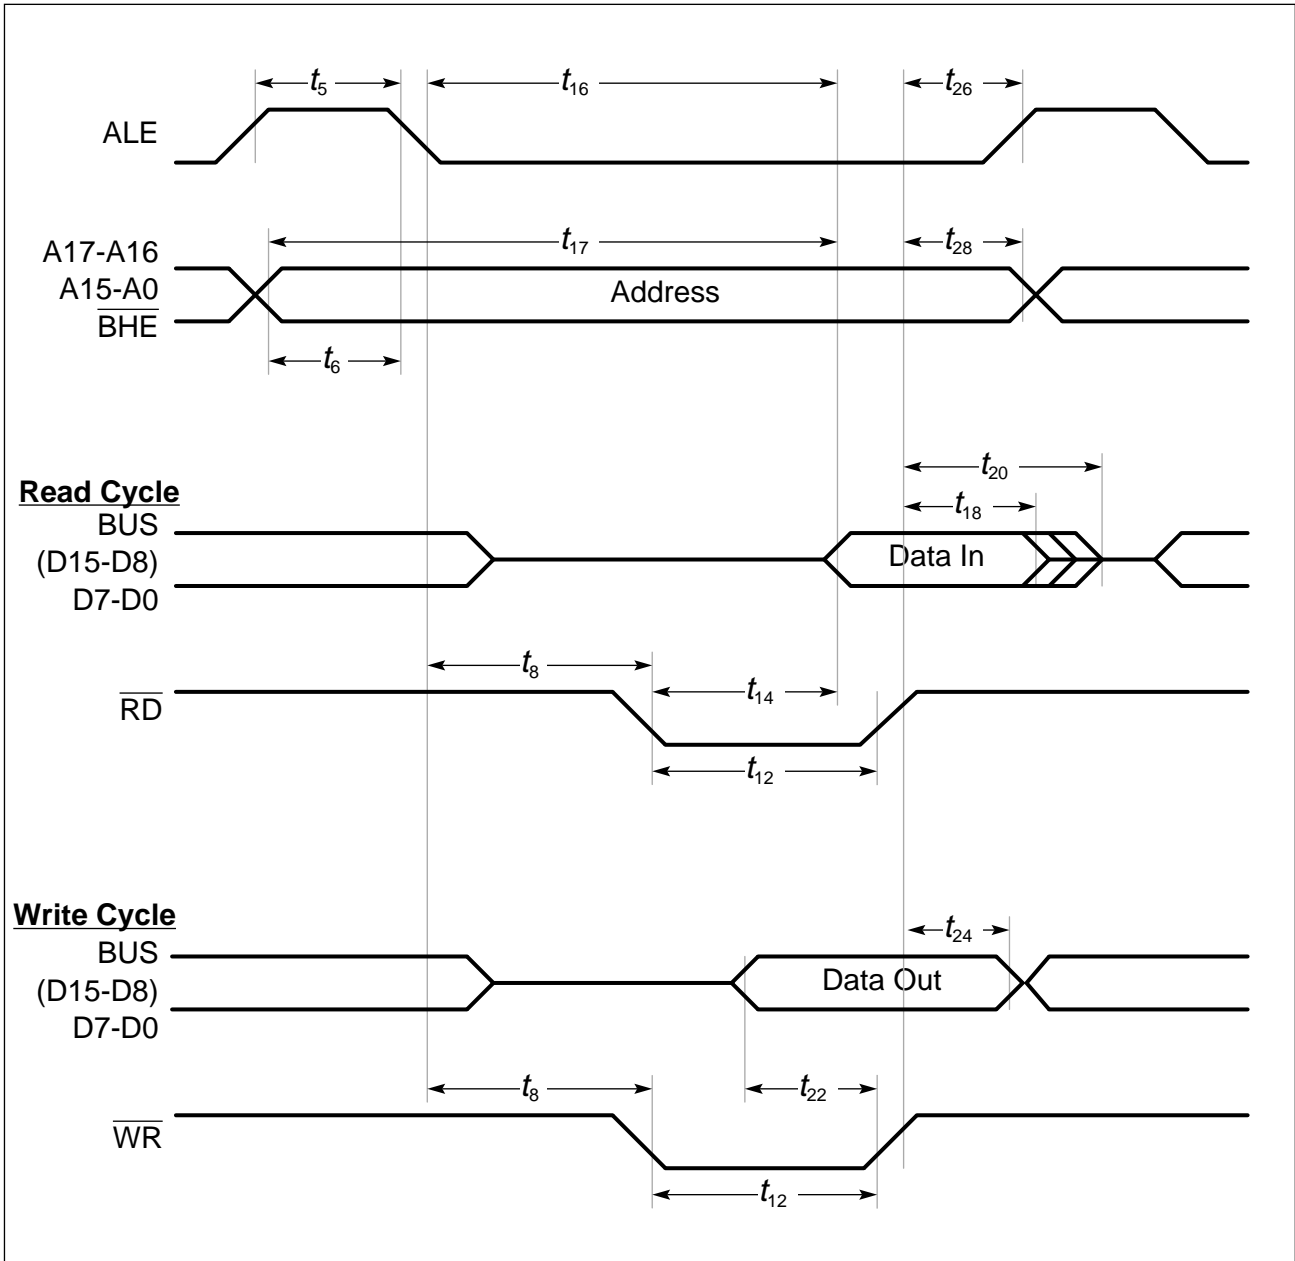 t5
t16
t26
ALE
t17
t28
A17-A16
A15-A0
BHE
Address
t6
t20
t18
Read Cycle
BUS
(D15-D8)
D7-D0
Data In
t8
t14
RD
t12
Write Cycle
BUS
(D15-D8)
D7-D0
t24
Data Out
t8
t22
WR
t12